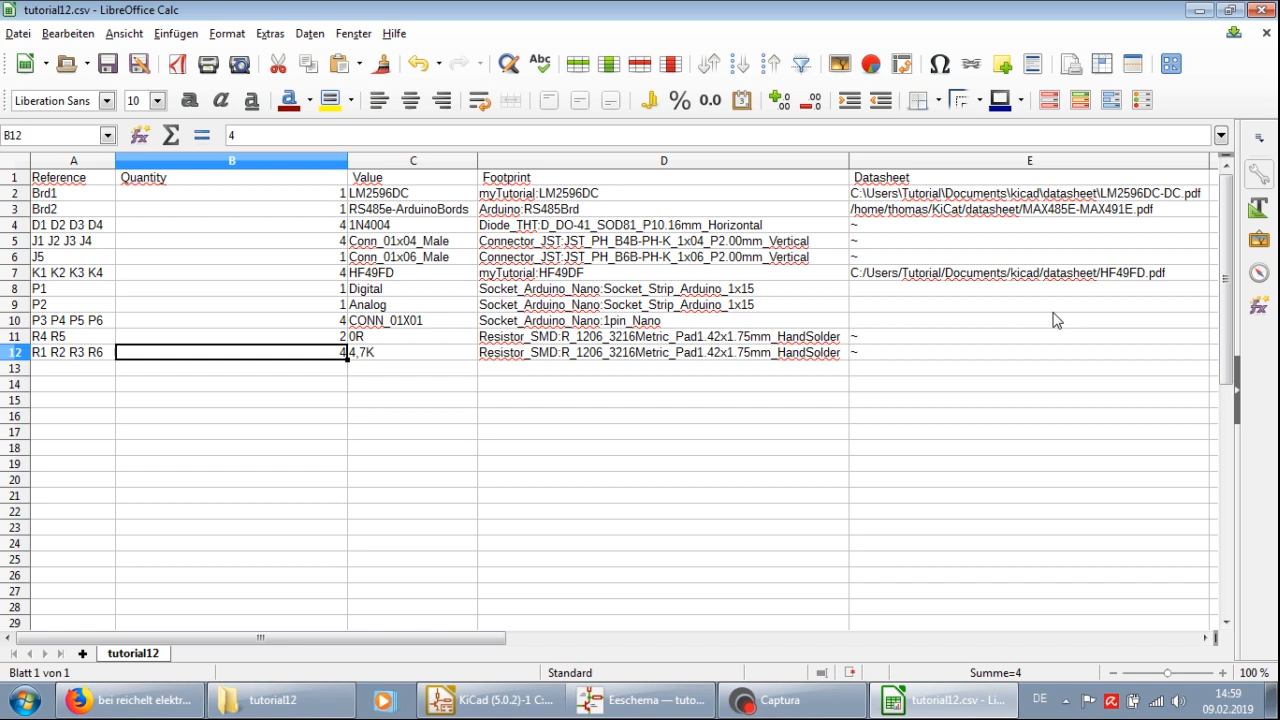 tutorial12.csv - LibreOffice Calc
Datei Bearbeiten Ansicht Einfügen Format Extras Daten Fenster Hilfe
Liberation Sans 10
B12 4
A B C D E
1 Reference Quantity Value Footprint Datasheet
2 Brd1 1 LM2596DC myTutorial:LM2596DC C:\Users\Tutorial\Documents\kicad\datasheet\LM2596DC-DC.pdf
3 Brd2 1 RS485e-ArduinoBords Arduino:RS485Brd /home/thomas/KiCat/datasheet/MAX485E-MAX491E.pdf
4 D1 D2 D3 D4 4 1N4004 Diode_THT:D_DO-41_SOD81_P10.16mm_Horizontal ~
5 J1 J2 J3 J4 4 Conn_01x04_Male Connector_JST:JST_PH_B4B-PH-K_1x04_P2.00mm_Vertical ~
6 J5 1 Conn_01x06_Male Connector_JST:JST_PH_B6B-PH-K_1x06_P2.00mm_Vertical ~
7 K1 K2 K3 K4 4 HF49FD myTutorial:HF49DF C:/Users/Tutorial/Documents/kicad/datasheet/HF49FD.pdf
8 P1 1 Digital Socket_Arduino_Nano:Socket_Strip_Arduino_1x15
9 P2 1 Analog Socket_Arduino_Nano:Socket_Strip_Arduino_1x15
10 P3 P4 P5 P6 4 CONN_01X01 Socket_Arduino_Nano:1pin_Nano
11 R4 R5 2 0R Resistor_SMD:R_1206_3216Metric_Pad1.42x1.75mm_HandSolder ~
12 R1 R2 R3 R6 4 4,7K Resistor_SMD:R_1206_3216Metric_Pad1.42x1.75mm_HandSolder ~
13
14
15
16
17
18
19
20
21
22
23
24
25
26
27
28
29
tutorial12
Blatt 1 von 1 Standard Summe=4 100 %
bei reichelt elektr... tutorial12 KiCad (5.0.2)-1 C:... Eeschema — tuto... Captura tutorial12.csv - Li... DE 14:59
09.02.2019